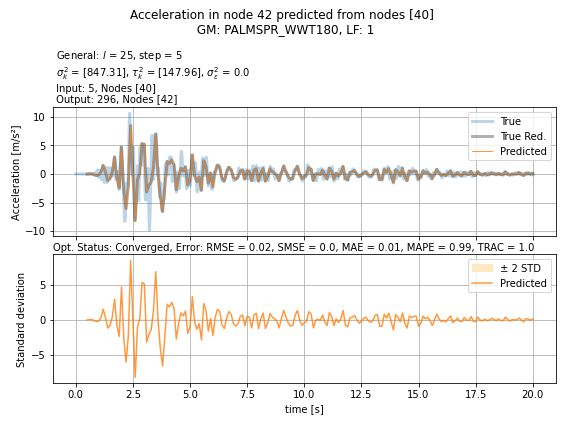 Acceleration in node 42 predicted from nodes [40]
GM: PALMSPR_WWT180, LF: 1
General: l = 25, step = 5
σ²ₖ = [847.31], τ²ₖ = [147.96], σ²ε = 0.0
Input: 5, Nodes [40]
Output: 296, Nodes [42]
Acceleration [m/s²]
10
5
0
−5
−10
True
True Red.
Predicted
Opt. Status: Converged, Error: RMSE = 0.02, SMSE = 0.0, MAE = 0.01, MAPE = 0.99, TRAC = 1.0
Standard deviation
5
0
−5
± 2 STD
Predicted
0.0 2.5 5.0 7.5 10.0 12.5 15.0 17.5 20.0
time [s]